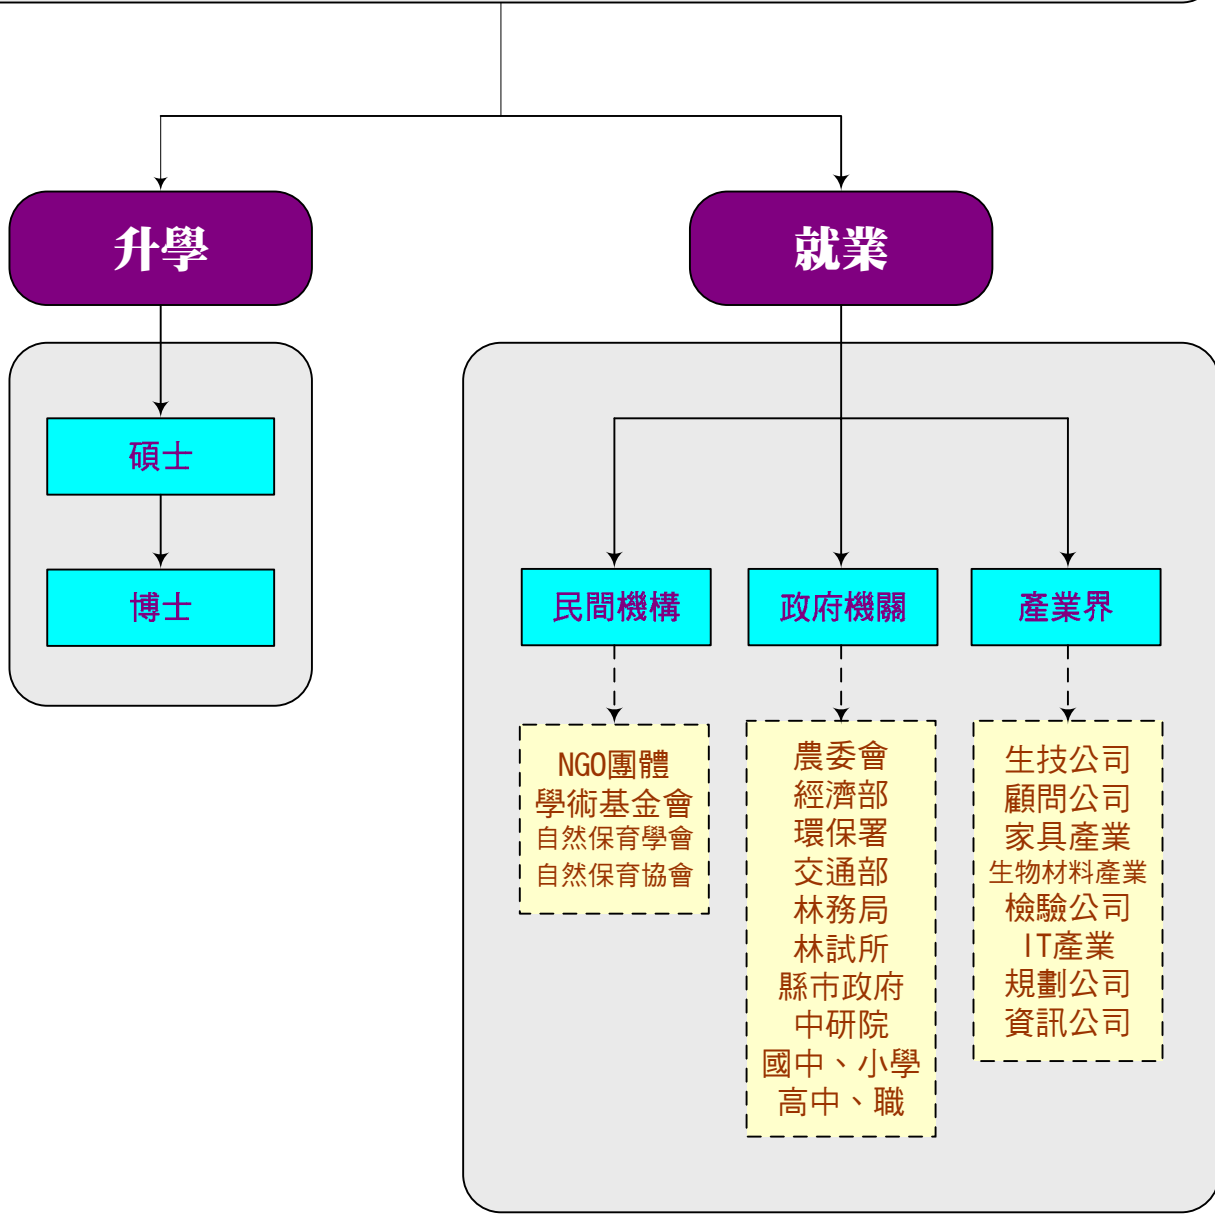 升學
就業
碩士
博士
民間機構
政府機關
產業界
NGO團體
學術基金會
自然保育學會
自然保育協會
農委會
經濟部
環保署
交通部
林務局
林試所
縣市政府
中研院
國中、小學
高中、職
生技公司
顧問公司
家具產業
生物材料產業
檢驗公司
IT產業
規劃公司
資訊公司